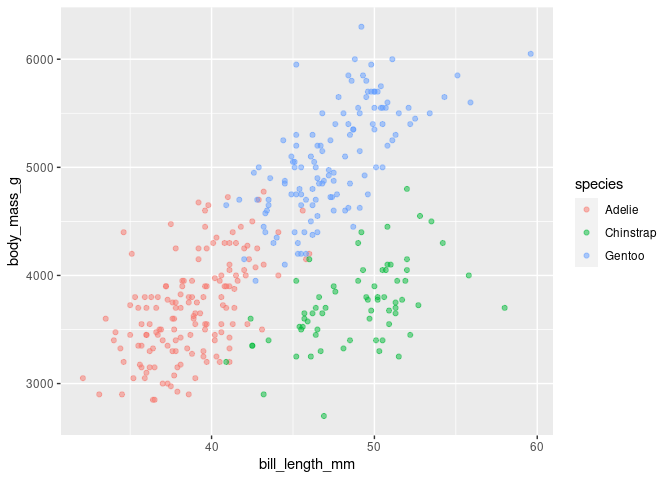 6000
5000
4000
3000
body_mass_g
40
50
60
bill_length_mm
species
Adelie
Chinstrap
Gentoo